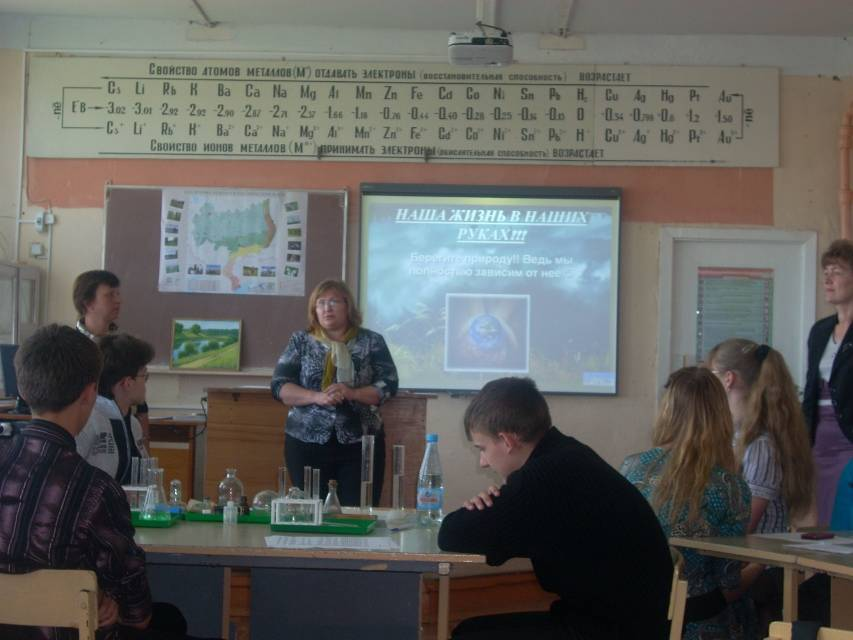 Свойство атомов металлов (М) отдавать электроны (восстановительная способность) возрастает
Cs Li Rb K Ba Ca Na Mg Al Mn Zn Fe Cd Co Ni Sn Pb H₂ Cu Ag Hg Pt Au
E В → -3.02 -3.01 -2.92 -2.92 -2.90 -2.87 -2.71 -2.37 -1.66 -1.18 -0.76 -0.44 -0.40 -0.28 -0.25 -0.14 -0.13 0 +0.34 +0.798 +1.2 +1.50
Cs⁺ Li⁺ Rb⁺ K⁺ Ba²⁺ Ca²⁺ Na⁺ Mg²⁺ Al³⁺ Mn²⁺ Zn²⁺ Fe²⁺ Cd²⁺ Co²⁺ Ni²⁺ Sn²⁺ Pb²⁺ H⁺ Cu²⁺ Ag⁺ Hg²⁺ Pt²⁺ Au³⁺
Свойство ионов металлов (Мⁿ⁺) принимать электроны (окислительная способность) возрастает
НАША ЖИЗНЬ В НАШИХ
РУКАХ!!!
Берегите природу!! Ведь мы
полностью зависим от нее